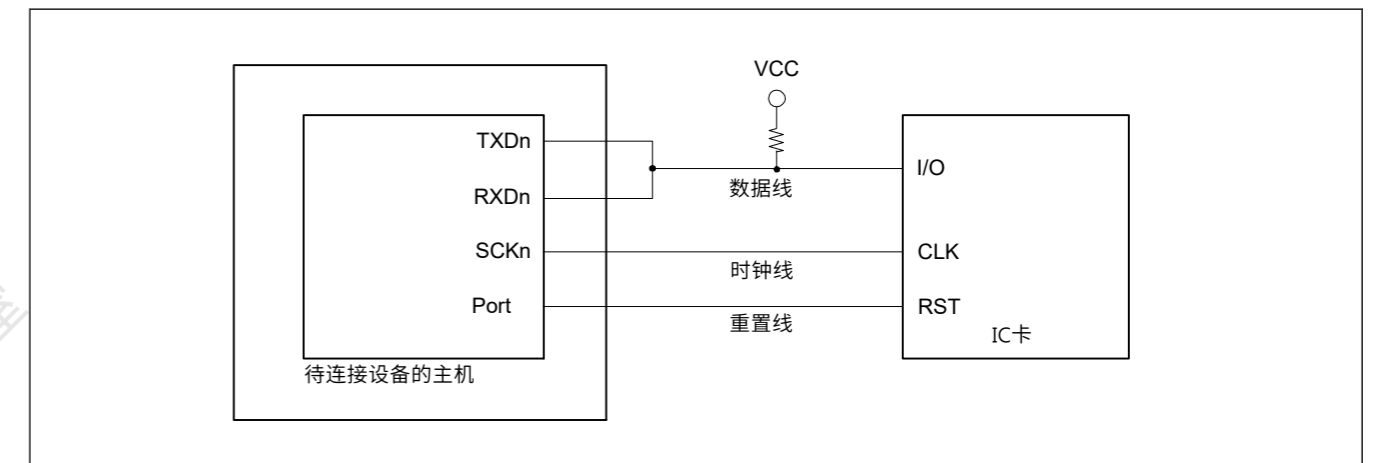 VCC
TXDn
I/O
数据线
RXDn
SCKn
CLK
时钟线
Port
RST
重置线
IC卡
待连接设备的主机